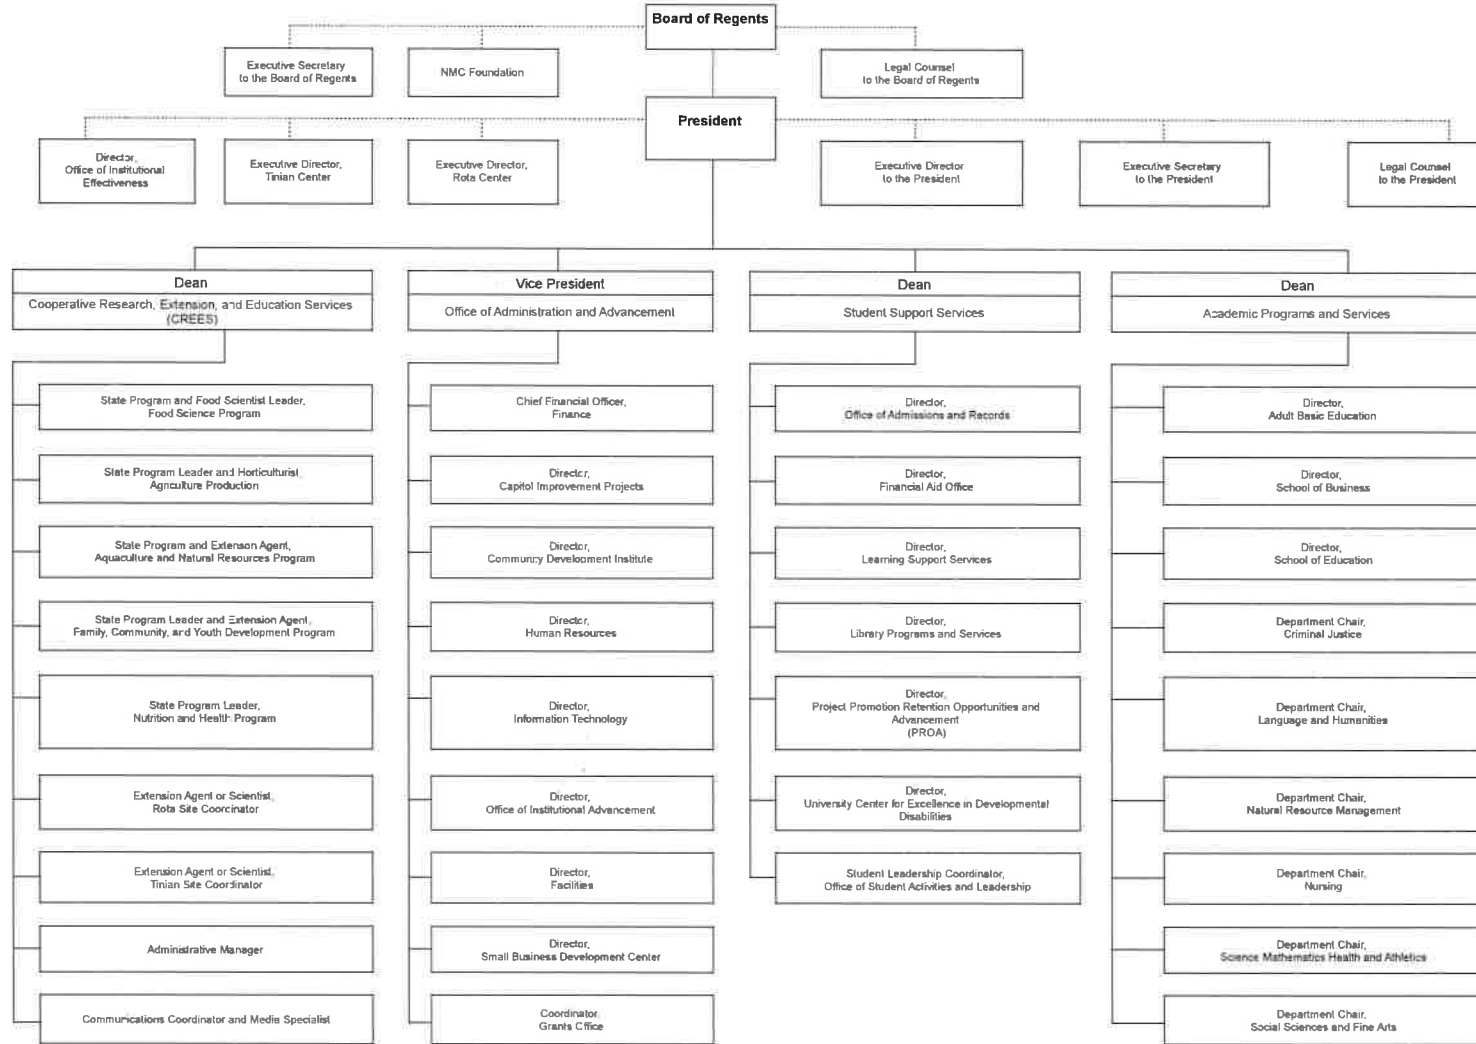 Board of Regents
Executive Secretary
to the Board of Regents
NMC Foundation
Legal Counsel
to the Board of Regents
President
Director,
Office of Institutional
Effectiveness
Executive Director,
Tinian Center
Executive Director,
Rota Center
Executive Director
to the President
Executive Secretary
to the President
Legal Counsel
to the President
Dean
Cooperative Research, Extension, and Education Services
(CREES)
State Program and Food Scientist Leader,
Food Science Program
State Program Leader and Horticulturist,
Agriculture Production
State Program and Extenson Agent,
Aquaculture and Natural Resources Program
State Program Leader and Extension Agent,
Family, Community, and Youth Development Program
State Program Leader,
Nutrition and Health Program
Extension Agent or Scientist,
Rota Site Coordinator
Extension Agent or Scientist,
Tinian Site Coordinator
Administrative Manager
Communications Coordinator and Media Specialist
Vice President
Office of Administration and Advancement
Chief Financial Officer,
Finance
Director,
Capitol Improvement Projects
Director,
Community Development Institute
Director,
Human Resources
Director,
Information Technology
Director,
Office of Institutional Advancement
Director,
Facilities
Director,
Small Business Development Center
Coordinator,
Grants Office
Dean
Student Support Services
Director,
Office of Admissions and Records
Director,
Financial Aid Office
Director,
Learning Support Services
Director,
Library Programs and Services
Director,
Project Promotion Retention Opportunities and
Advancement
(PROA)
Director,
University Center for Excellence in Developmental
Disabilities
Student Leadership Coordinator,
Office of Student Activities and Leadership
Dean
Academic Programs and Services
Director,
Adult Basic Education
Director,
School of Business
Director,
School of Education
Department Chair,
Criminal Justice
Department Chair,
Language and Humanities
Department Chair,
Natural Resource Management
Department Chair,
Nursing
Department Chair,
Science Mathematics Health and Athletics
Department Chair,
Social Sciences and Fine Arts